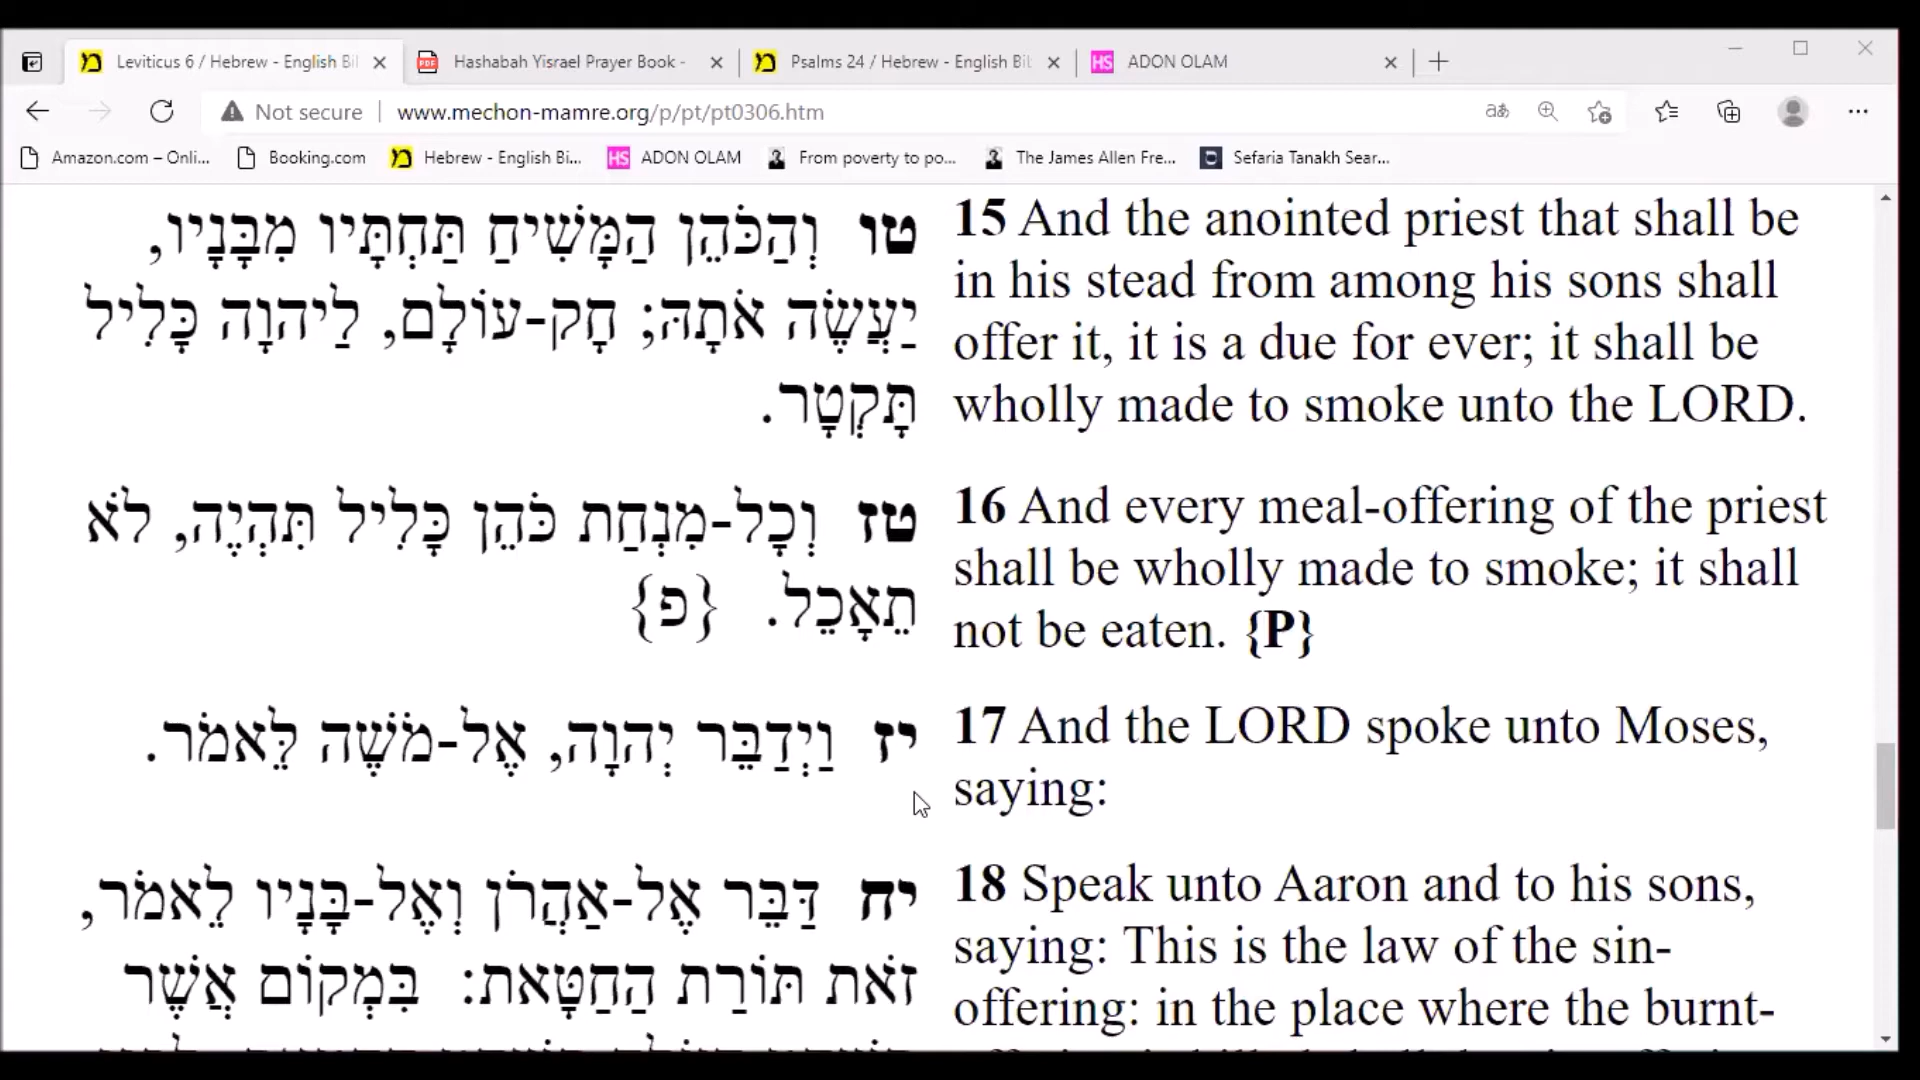 Leviticus 6 / Hebrew - English Bi
Hashabah Yisrael Prayer Book -
Psalms 24 / Hebrew - English Bi
HS ADON OLAM
Not secure
www.mechon-mamre.org/p/pt/pt0306.htm
Amazon.com – Onli...
Booking.com
Hebrew - English Bi...
HS ADON OLAM
From poverty to po...
The James Allen Fre...
Sefaria Tanakh Sear...
טו וְהַכֹּהֵן הַמָּשִׁיחַ תַּחְתָּיו מִבָּנָיו,
יַעֲשֶׂה אֹתָהּ; חָק-עוֹלָם, לַיהוָה כָּלִיל
תָּקְטָר.
15 And the anointed priest that shall be
in his stead from among his sons shall
offer it, it is a due for ever; it shall be
wholly made to smoke unto the LORD.
טז וְכָל-מִנְחַת כֹּהֵן כָּלִיל תִּהְיֶה, לֹא
תֵאָכֵל. {פ}
16 And every meal-offering of the priest
shall be wholly made to smoke; it shall
not be eaten. {P}
יז וַיְדַבֵּר יְהוָה, אֶל-מֹשֶׁה לֵּאמֹר.
17 And the LORD spoke unto Moses,
saying:
יח דַּבֵּר אֶל-אַהֲרֹן וְאֶל-בָּנָיו לֵאמֹר,
זֹאת תּוֹרַת הַחַטָּאת: בִּמְקוֹם אֲשֶׁר
18 Speak unto Aaron and to his sons,
saying: This is the law of the sin-
offering: in the place where the burnt-